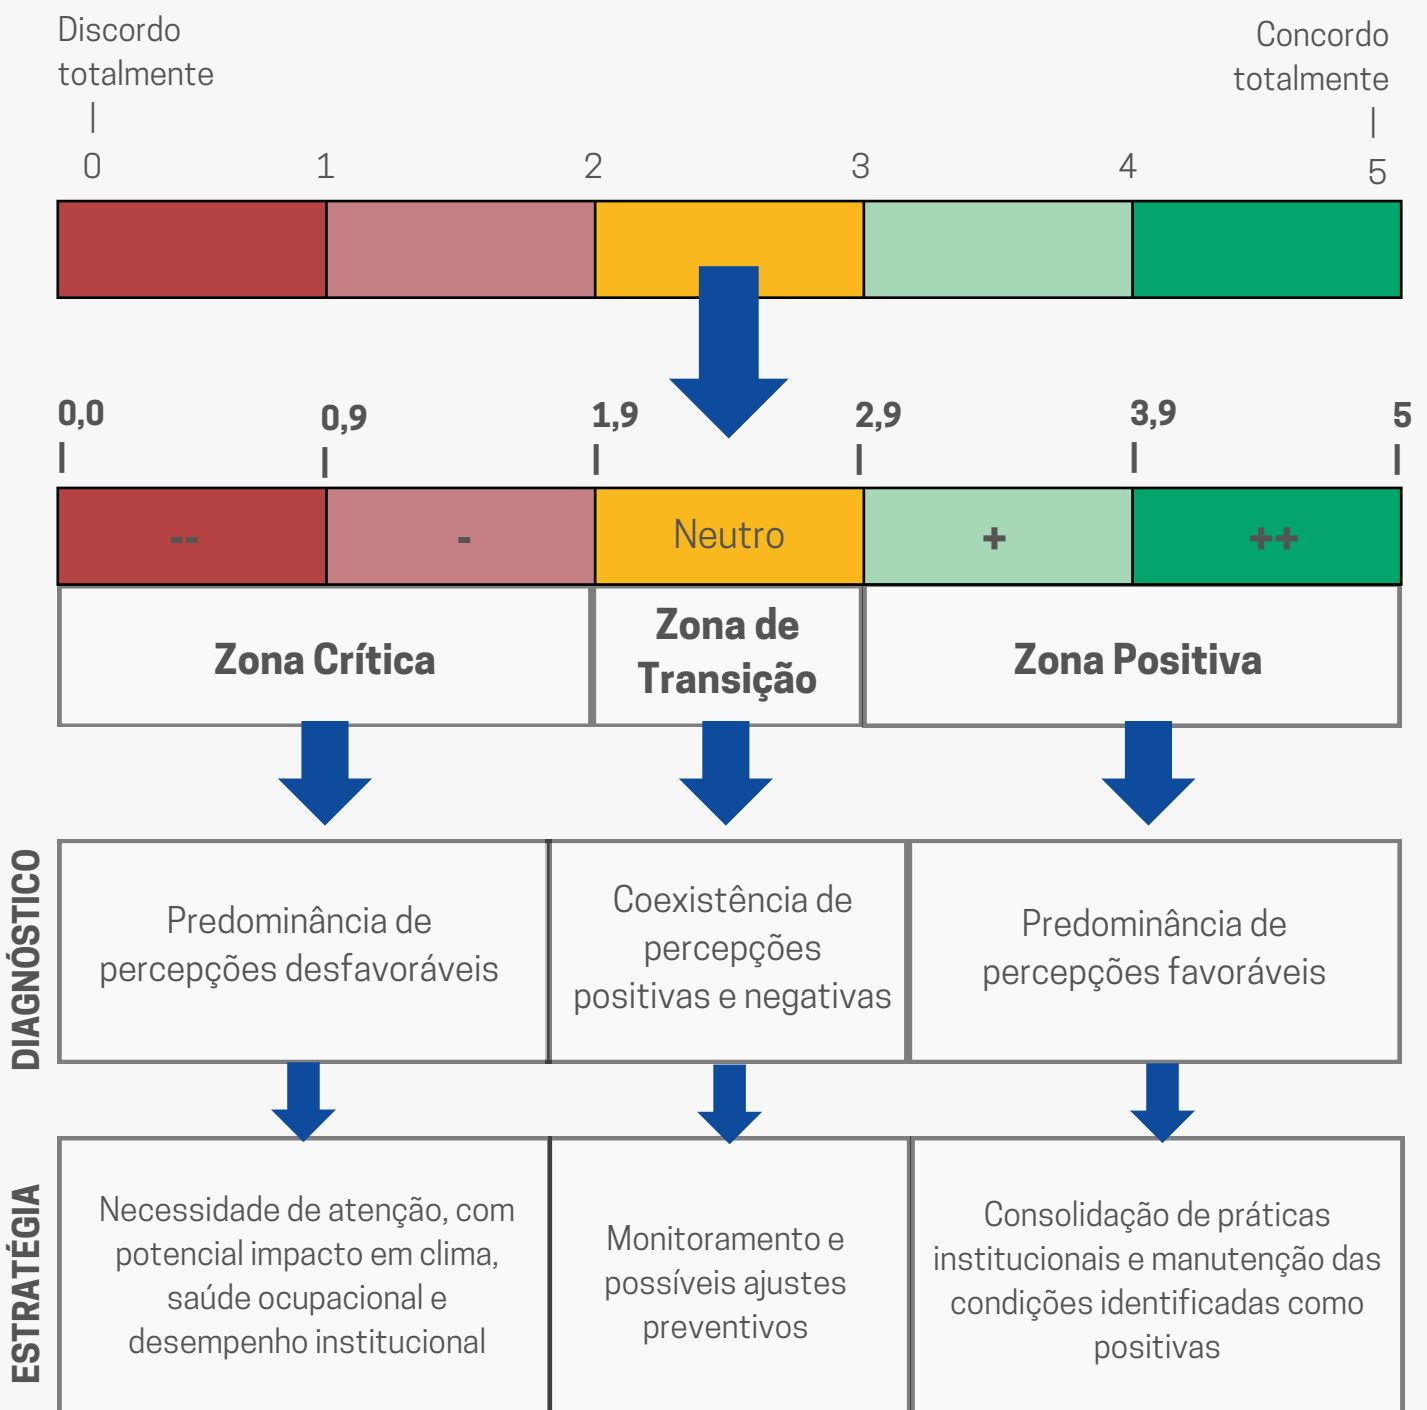 Discordo
totalmente
Concordo
totalmente
0 1 2 3 4 5
0,0 0,9 1,9 2,9 3,9 5
-- - Neutro + ++
Zona Crítica
Zona de
Transição
Zona Positiva
DIAGNÓSTICO
Predominância de
percepções desfavoráveis
Coexistência de
percepções
positivas e negativas
Predominância de
percepções favoráveis
ESTRATÉGIA
Necessidade de atenção, com
potencial impacto em clima,
saúde ocupacional e
desempenho institucional
Monitoramento e
possíveis ajustes
preventivos
Consolidação de práticas
institucionais e manutenção das
condições identificadas como
positivas